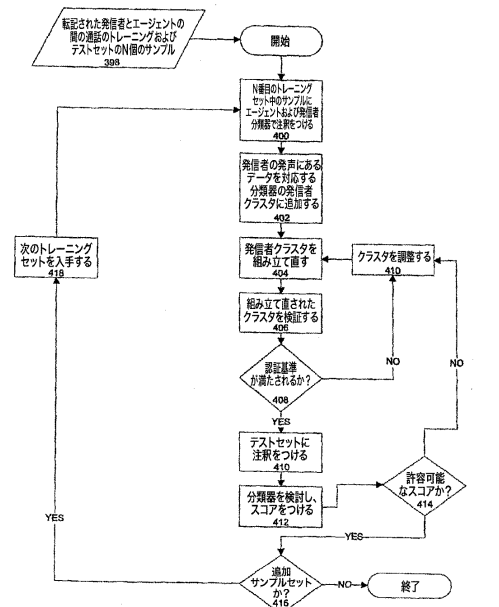 転記された発信者とエージェントの
間の通話のトレーニングおよび
テストセットのN個のサンプル
398
開始
N番目のトレーニング
セット中のサンプルに
エージェントおよび発信者
分類器で注釈をつける
400
発信者の発声にある
データを対応する
分類器の発信者
クラスタに追加する
402
次のトレーニング
セットを入手する
418
発信者クラスタを
組み立て直す
404
クラスタを調整する
410
組み立て直された
クラスタを検証する
406
認証基準
が満たされるか?
408
NO
NO
YES
テストセットに
注釈をつける
410
分類器を検討し、
スコアをつける
412
許容可能
なスコアか?
414
YES
YES
追加
サンプルセット
か?
416
NO
終了